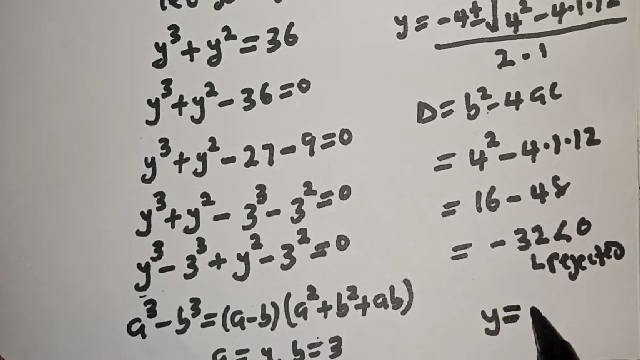 y³+y²=36
y³+y²-36=0
y³+y²-27-9=0
y³+y²-3³-3²=0
y³-3³+y²-3²=0
a³-b³=(a-b)(a²+b²+ab)
b=3
y=-4±√4²-4·1·12
2·1
D=b²-4ac
=4²-4·1·12
=16-48
=-32<0
↳rejected
y=